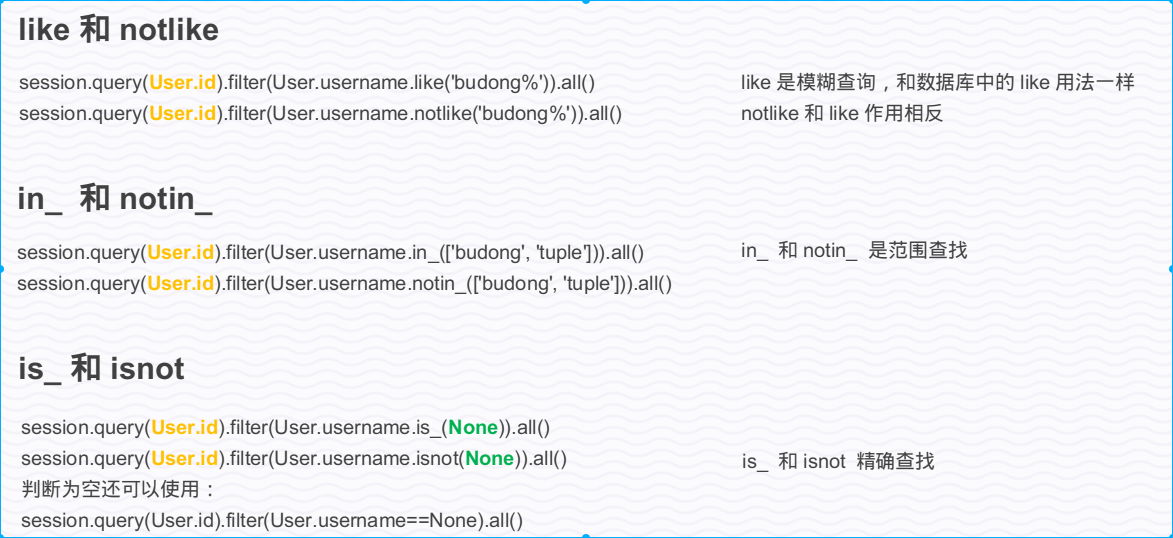 like 和 notlike
session.query(User.id).filter(User.username.like('budong%')).all()
like 是模糊查询，和数据库中的 like 用法一样
session.query(User.id).filter(User.username.notlike('budong%')).all()
notlike 和 like 作用相反
in_ 和 notin_
session.query(User.id).filter(User.username.in_(['budong', 'tuple'])).all()
in_ 和 notin_ 是范围查找
session.query(User.id).filter(User.username.notin_(['budong', 'tuple'])).all()
is_ 和 isnot
session.query(User.id).filter(User.username.is_(None)).all()
session.query(User.id).filter(User.username.isnot(None)).all()
is_ 和 isnot 精确查找
判断为空还可以使用：
session.query(User.id).filter(User.username==None).all()